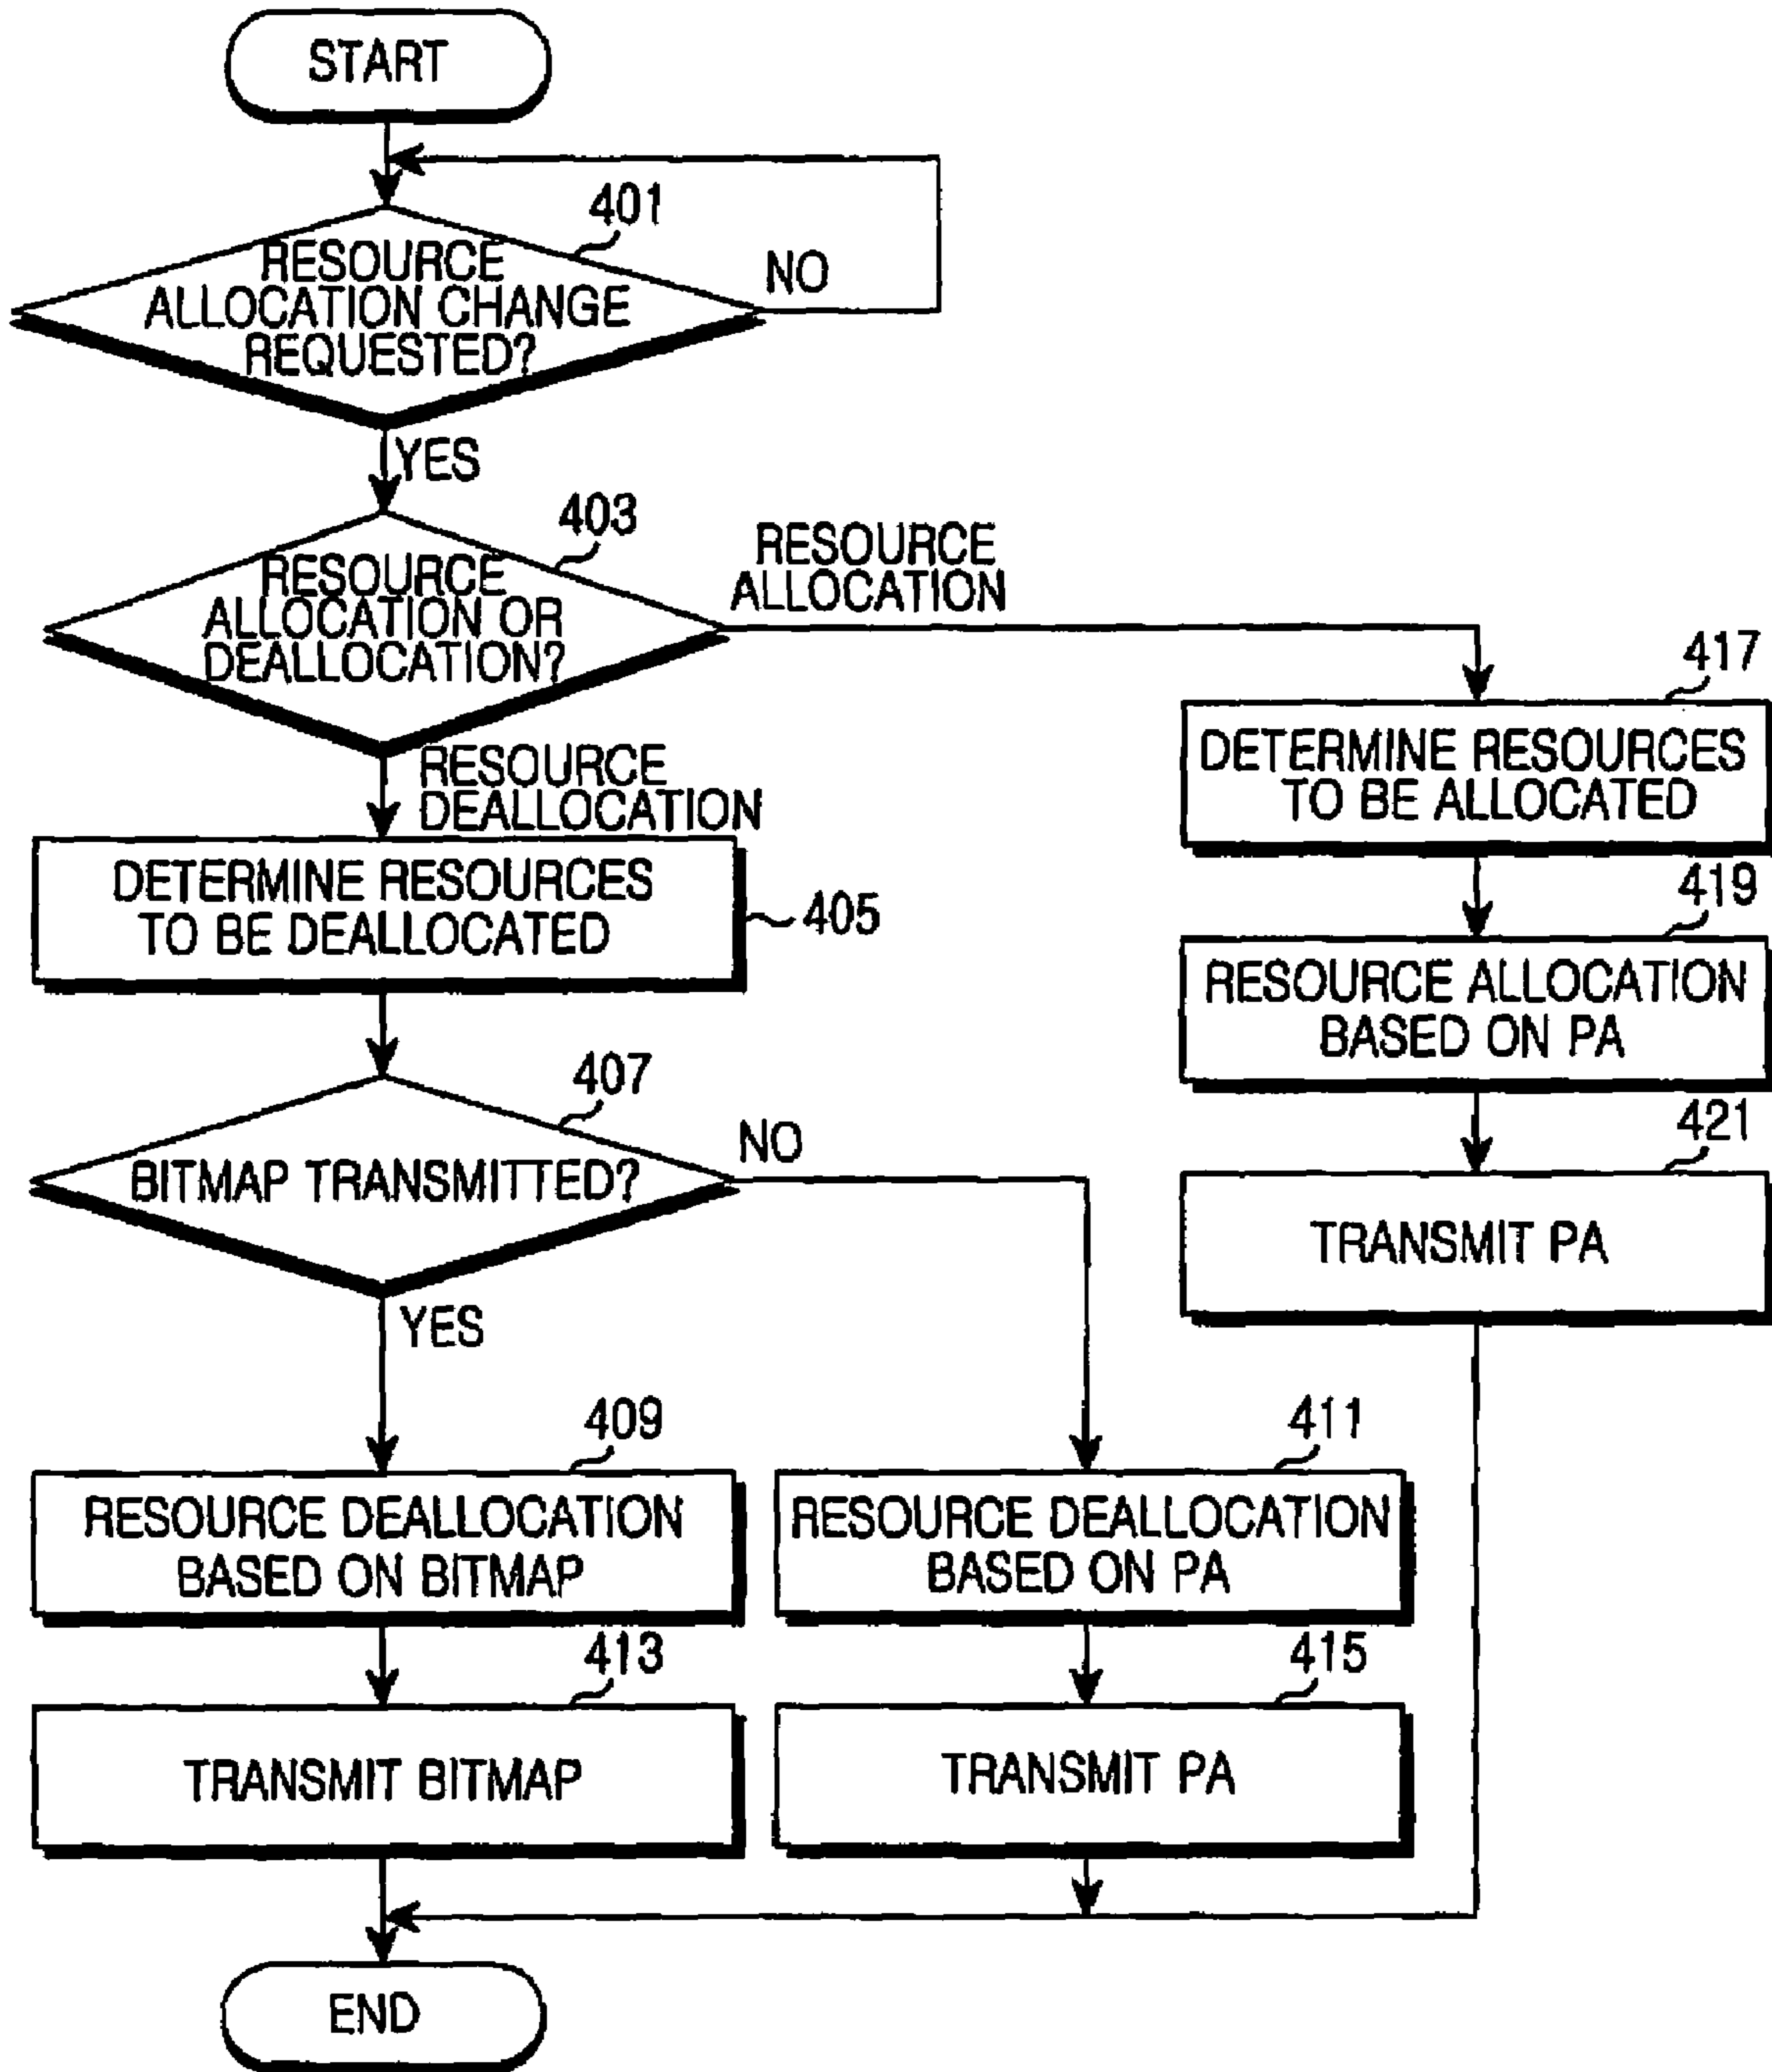 START
401
RESOURCE
ALLOCATION CHANGE
REQUESTED?
NO
YES
403
RESOURCE
ALLOCATION OR
DEALLOCATION?
RESOURCE
ALLOCATION
RESOURCE
DEALLOCATION
417
DETERMINE RESOURCES
TO BE ALLOCATED
DETERMINE RESOURCES
TO BE DEALLOCATED
405
419
RESOURCE ALLOCATION
BASED ON PA
407
BITMAP TRANSMITTED?
NO
YES
421
TRANSMIT PA
409
RESOURCE DEALLOCATION
BASED ON BITMAP
411
RESOURCE DEALLOCATION
BASED ON PA
413
TRANSMIT BITMAP
415
TRANSMIT PA
END